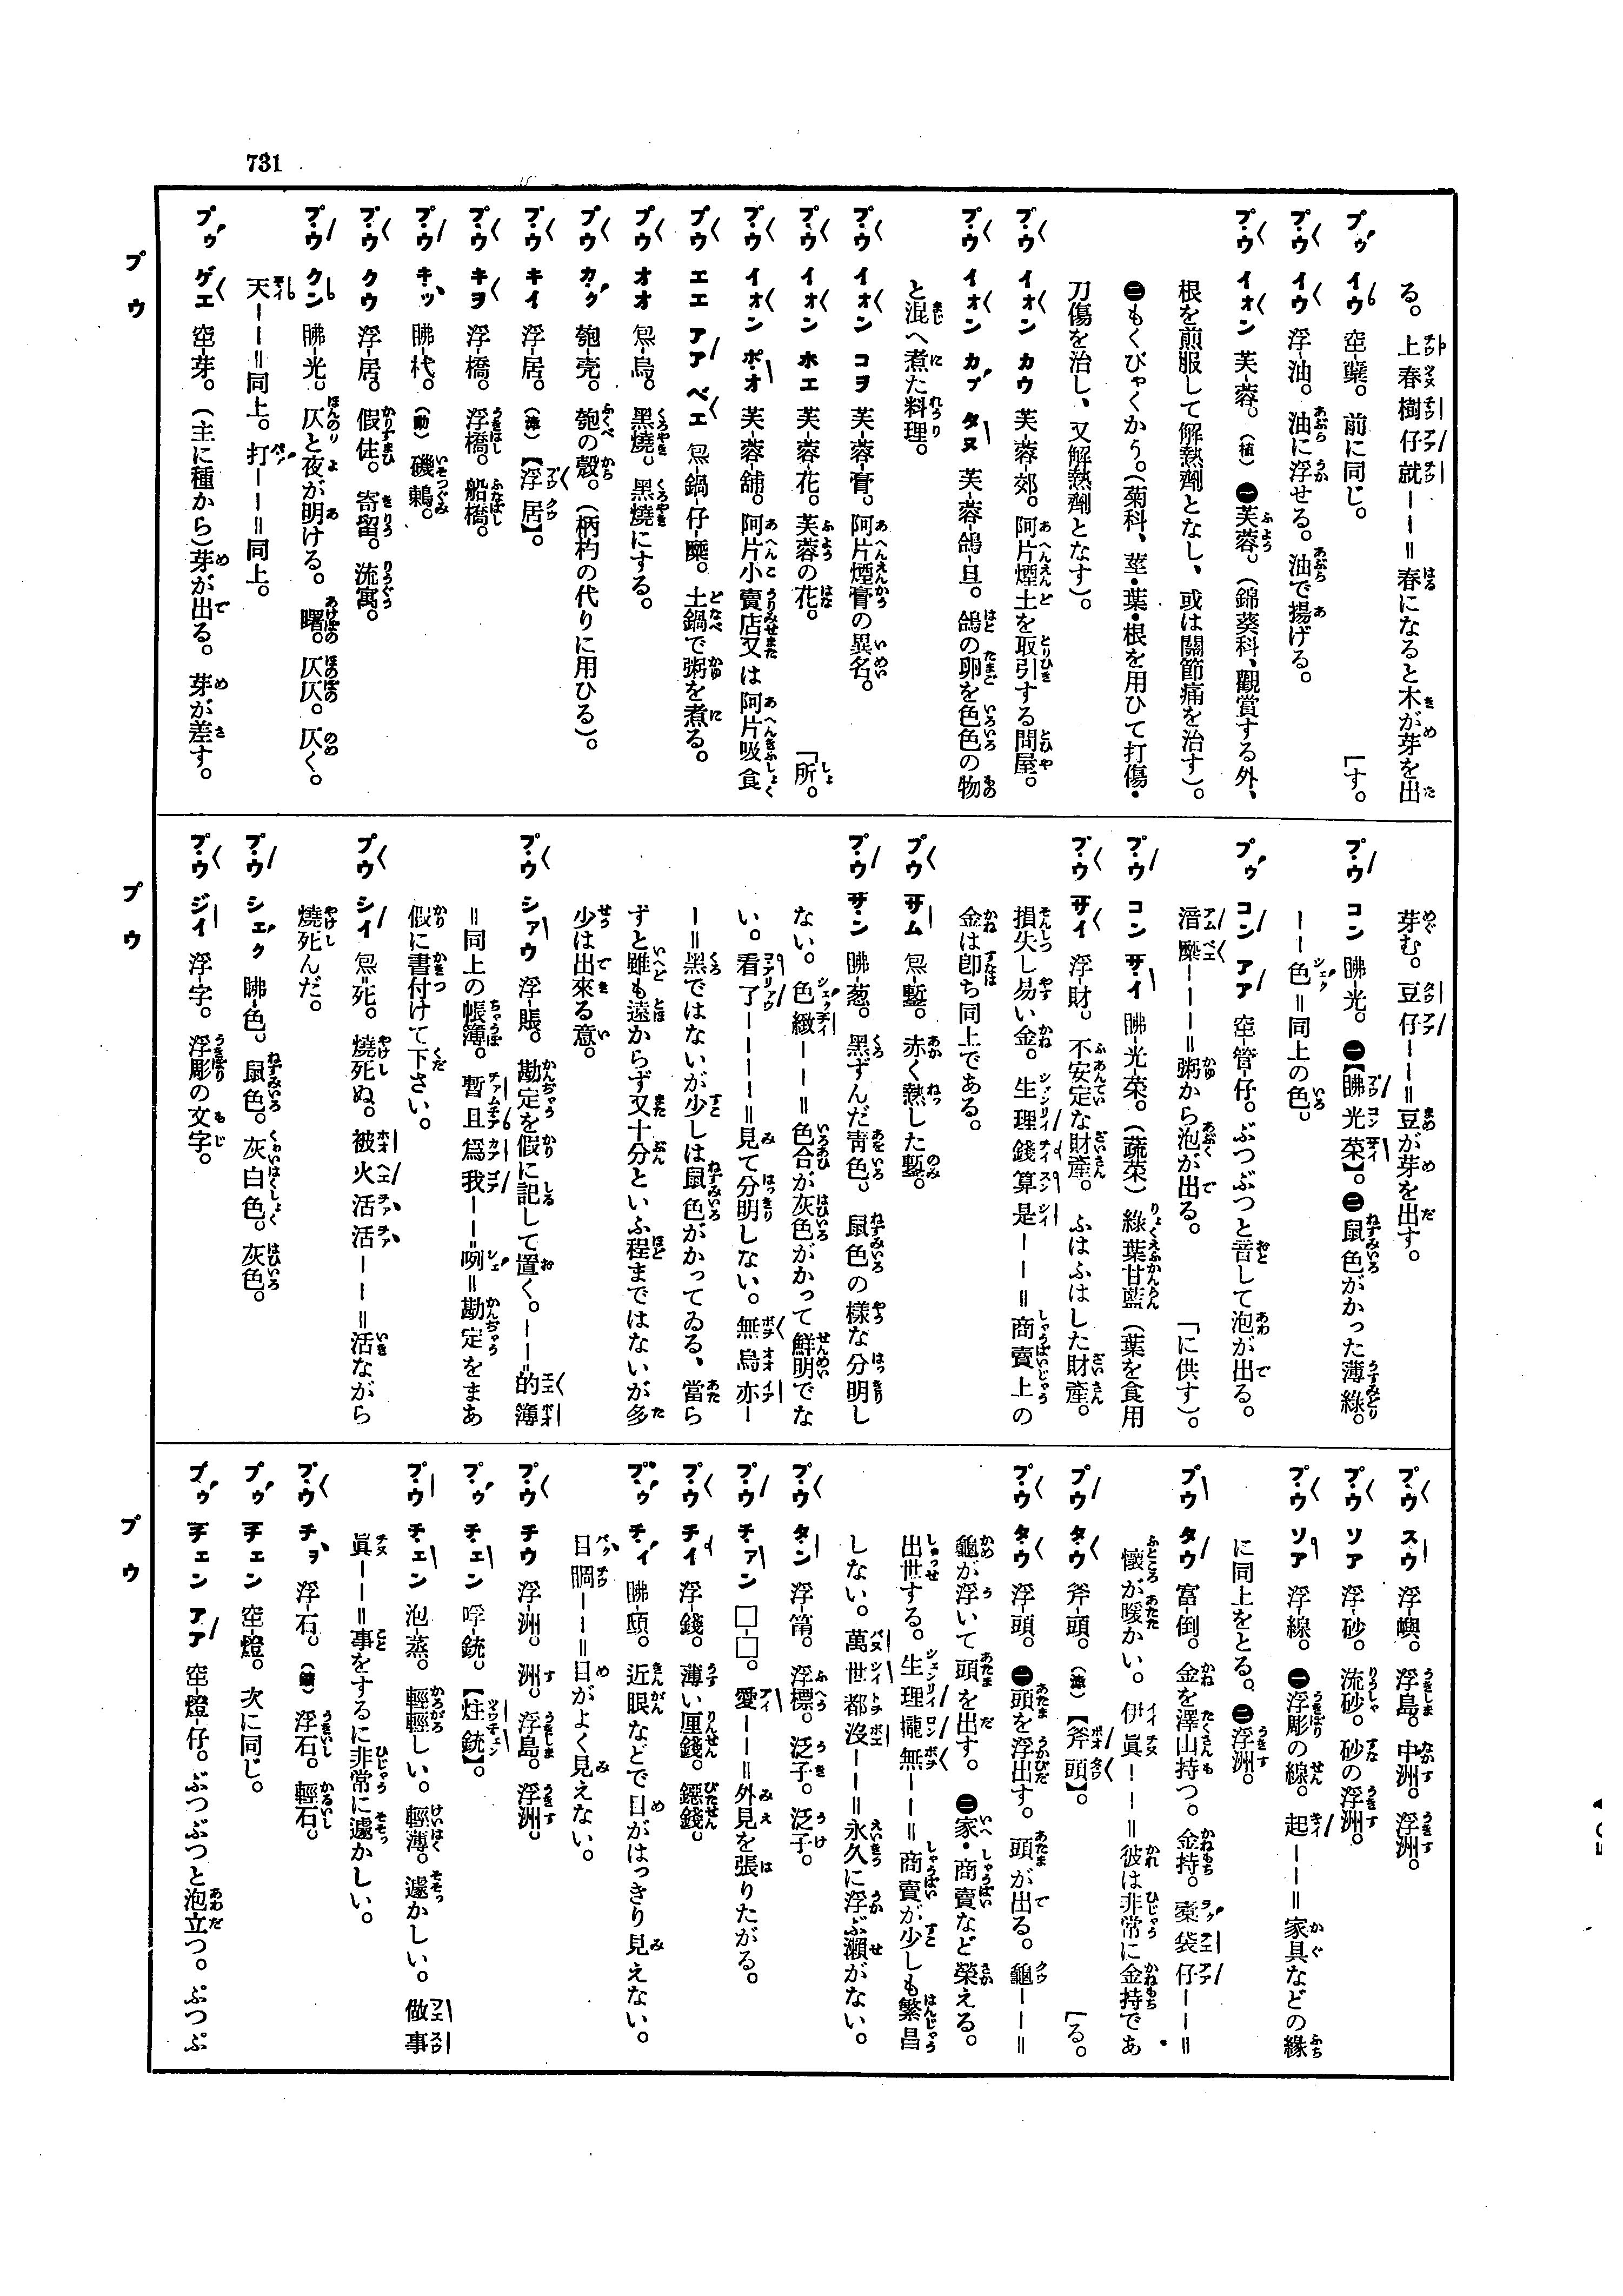 731
る。上春樹仔就ーー＝春になると木が芽を出
プゥ イウ 𥥛-糵。前に同じ。　　［す。
プウ イウ 浮-油。油に浮せる。油で揚げる。
プウ イオン 芙-蓉。（植）㊀芙蓉。（錦葵科、觀賞する外、
根を煎服して解熱劑となし、或は關節痛を治す）。
㊁もくびゃくかう。（菊科、莖・葉・根を用ひて打傷・
刀傷を治し、又解熱劑となす）。
プウ イオン カウ 芙-蓉-郊。阿片煙土を取引する問屋。
プウ イオン カプ タヌ 芙-蓉-鴿-旦。鴿の卵を色色の物
と混へ煮た料理。
プウ イオン コヲ 芙-蓉-膏。阿片煙膏の異名。
プウ イオン ホエ 芙-蓉-花。芙蓉の花。　　「所。
プウ イオン ポオ 芙-蓉-舖。阿片小賣店又は阿片吸食
プウ エエ アア ベエ 炰-鍋-仔-糜。土鍋で粥を煮る。
プウ オオ 炰-烏。黑燒。黑燒にする。
プウ カク 匏-壳。匏の殼。（柄杓の代りに用ひる）。
プウ キイ 浮-居。（漳）【浮居】。
プウ キヲ 浮-橋。浮橋。船橋。
プウ キッ 昲-杙。（動）磯鶫。
プウ クウ 浮-居。假住。寄留。流寓。
プウ クン 昲-光。仄と夜が明ける。曙。仄仄。仄く。
天ーー＝同上。打ーー＝同上。
プゥ ゲエ -芽。（主に種から）芽が出る。芽が差す。
プウ
芽む。豆仔ーー＝豆が芽を出す。
プウ コン 昲-光。㊀【昲光菜】。㊁鼠色がかった薄綠。
ーー色＝同上の色。
プゥ コン アア -管-仔。ぶつぶつと音して泡が出る。
湆糜ーーー＝粥から泡が出る。　　「に供す）。
プウ コン サイ 昲-光-菜。（蔬菜）綠葉甘藍（葉を食用
プウ サイ 浮-財。不安定な財產。ふはふはした財產。
損失し易い金。生理錢算是ーー＝商賣上の
金は卽ち同上である。
プウ サム 炰-鏨。赤く熱した鏨。
プウ サン 昲-葱。黑ずんだ靑色。鼠色の樣な分明し
ない。色緻ーー＝色合が灰色がかって鮮明でな
い。看了ーーーー＝見て分明しない。無烏亦ー
ー＝黑ではないが少しは鼠色がかってゐる、當ら
ずと雖も遠からず又十分といふ程まではないが多
少は出來る意。
プウ シアウ 浮-賬。勘定を假に記して置く。ーー＝的簿
＝同上の帳簿。暫且爲我ーー＝咧＝勘定をまあ
假に書付けて下さい。
プウ シイ 炰＝死。燒死ぬ。被火活活ーー＝活ながら
燒死んだ。
プウ シェク 昲-色。鼠色。灰白色。灰色。
プウ ジイ 浮-字。浮彫の文字。
プウ
プウ スウ 浮-嶼。浮島。中洲。浮洲。
プウ ソア 浮-砂。流砂。砂の浮洲。
プウ ソア 浮-線。㊀浮彫の線。起ーー＝家具などの緣
に同上をとる。㊁浮洲。
プウ タウ 富-倒。金を澤山持つ。金持。橐袋仔ーー＝
懷が暖かい。伊眞ーー＝彼は非常に金持であ
プウ タウ 斧-頭。（漳）【斧頭】。　　［る。
プウ タウ 浮-頭。㊀頭を浮出す。頭が出る。龜ーー＝
龜が浮いて頭を出す。㊁家・商賣など榮える。
出世する。生理攏無ーー＝商賣が少しも繁昌
しない。萬世都沒ーー＝永久に浮ぶ瀨がない。
プウ タン 浮-筩。浮標。泛子。泛子。
プウ チアン □-□。愛ーー＝外見を張りたがる。
プウ チイ 浮-錢。薄い厘錢。鐚錢。
プゥ チイ 昲-。近眼などで目がはっきり見えない。
目睭ーー＝目がよく見えない。
プウ チウ 浮-洲。洲。浮島。浮洲。
プゥ チェン 哹-銃。【炷銃】。
プウ チェン 泡-蒸。輕輕しい。輕薄。遽かしい。做事
眞ーー＝事をするに非常に遽かしい。
プウ チヲ 浮-石。（鑛）浮石。輕石。
プゥ チェン -燈。次に同じ。
プゥ チェン アア -燈-仔。ぶつぶつと泡立つ。ぷつぷ
プウ